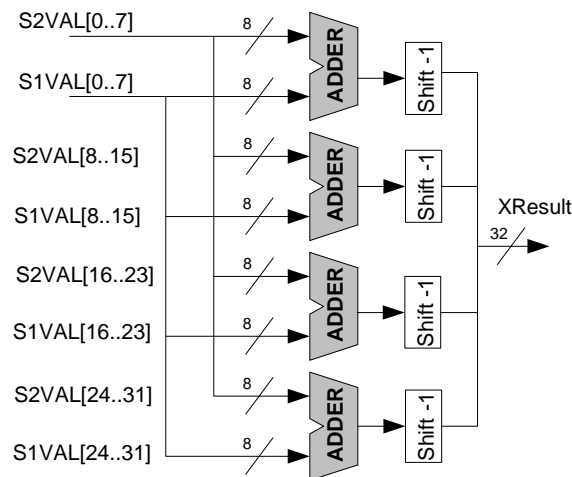 S2VAL[0..7]
8
S1VAL[0..7]
8
ADDER
Shift -1
S2VAL[8..15]
8
S1VAL[8..15]
8
ADDER
Shift -1
XResult
32
S2VAL[16..23]
8
S1VAL[16..23]
8
ADDER
Shift -1
S2VAL[24..31]
8
S1VAL[24..31]
8
ADDER
Shift -1